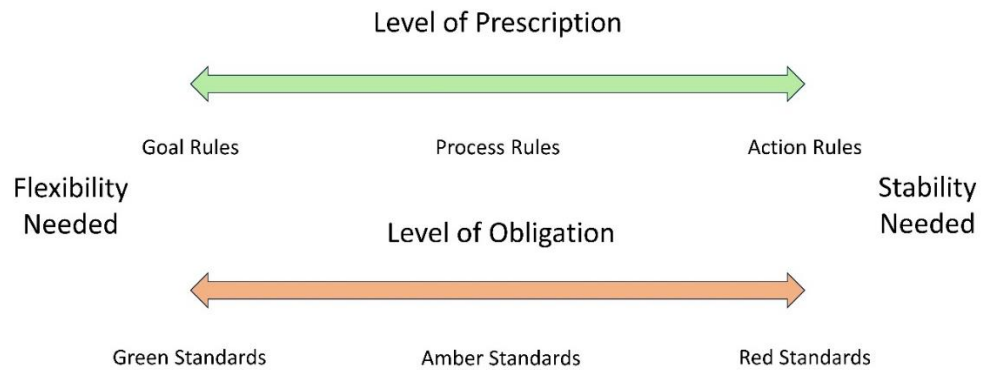 Level of Prescription
Goal Rules
Process Rules
Action Rules
Flexibility
Needed
Stability
Needed
Level of Obligation
Green Standards
Amber Standards
Red Standards